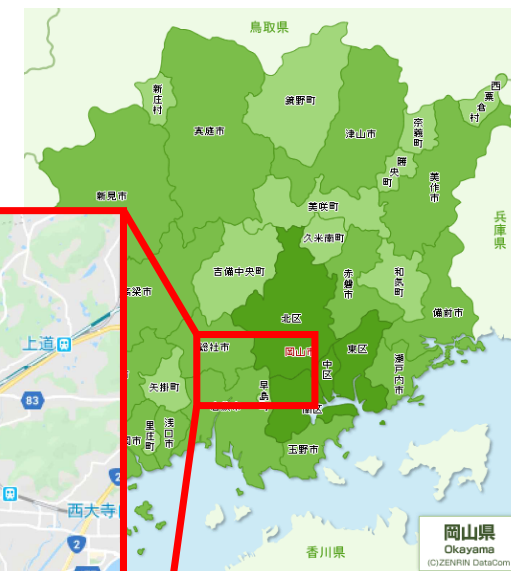 鳥取県
西粟倉村
新庄村
鏡野町
奈義町
真庭市
津山市
勝央町
美作市
新見市
美咲町
兵庫県
久米南町
吉備中央町
赤磐市
和気町
高梁市
備前市
北区
上道
総社市
岡山市
東区
中区
瀬戸内市
矢掛町
早島
83
南区
里庄町
浅口市
玉野市
2
西大寺
2
香川県
岡山県
Okayama
(C)ZENRIN DataCom